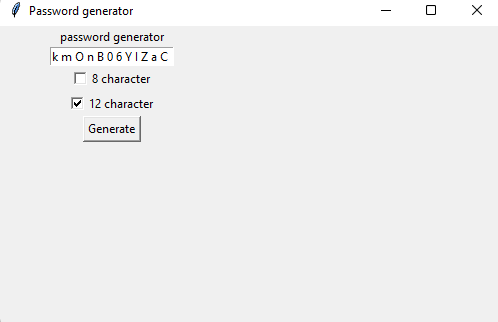 Password generator
password generator
k m O n B 0 6 Y l Z a C
8 character
12 character
Generate